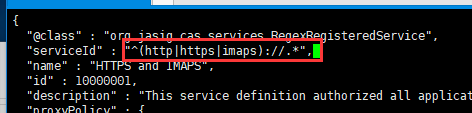 {
"@class" : "org.jasig.cas.services.RegexRegisteredService",
"serviceId" : "^(http|https|imaps)://.*",
"name" : "HTTPS and IMAPS",
"id" : 10000001,
"description" : "This service definition authorized all applicat
"proxyPolicy" : {